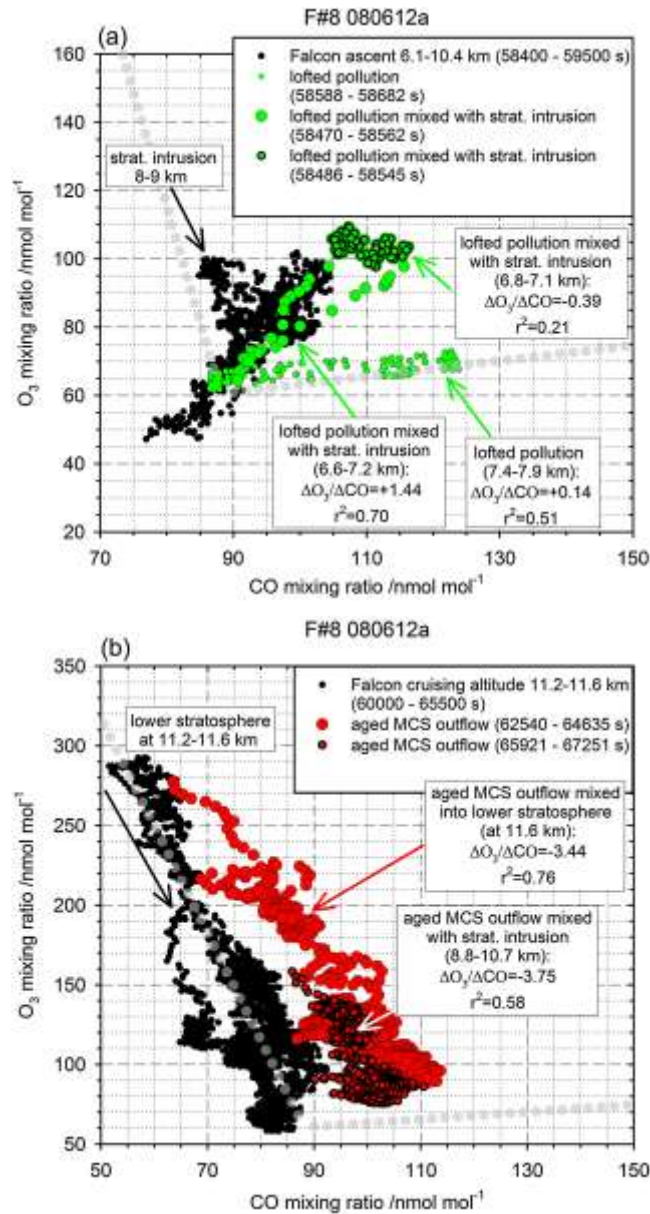 F#8 080612a
(a)
Falcon ascent 6.1-10.4 km (58400 - 59500 s)
lofted pollution
(58588 - 58682 s)
lofted pollution mixed with strat. intrusion
(58470 - 58562 s)
lofted pollution mixed with strat. intrusion
(58486 - 58545 s)
strat. intrusion
8-9 km
lofted pollution mixed
with strat. intrusion
(6.8-7.1 km):
ΔO₃/ΔCO=-0.39
r²=0.21
lofted pollution mixed
with strat. intrusion
(6.6-7.2 km):
ΔO₃/ΔCO=+1.44
r²=0.70
lofted pollution
(7.4-7.9 km):
ΔO₃/ΔCO=+0.14
r²=0.51
O₃ mixing ratio /nmol mol⁻¹
160
140
120
100
80
60
40
20
70 90 110 130 150
CO mixing ratio /nmol mol⁻¹
F#8 080612a
(b)
Falcon cruising altitude 11.2-11.6 km
(60000 - 65500 s)
aged MCS outflow (62540 - 64635 s)
aged MCS outflow (65921 - 67251 s)
lower stratosphere
at 11.2-11.6 km
aged MCS outflow mixed
into lower stratosphere
(at 11.6 km):
ΔO₃/ΔCO=-3.44
r²=0.76
aged MCS outflow mixed
with strat. intrusion
(8.8-10.7 km):
ΔO₃/ΔCO=-3.75
r²=0.58
O₃ mixing ratio /nmol mol⁻¹
350
300
250
200
150
100
50
50 70 90 110 130 150
CO mixing ratio /nmol mol⁻¹